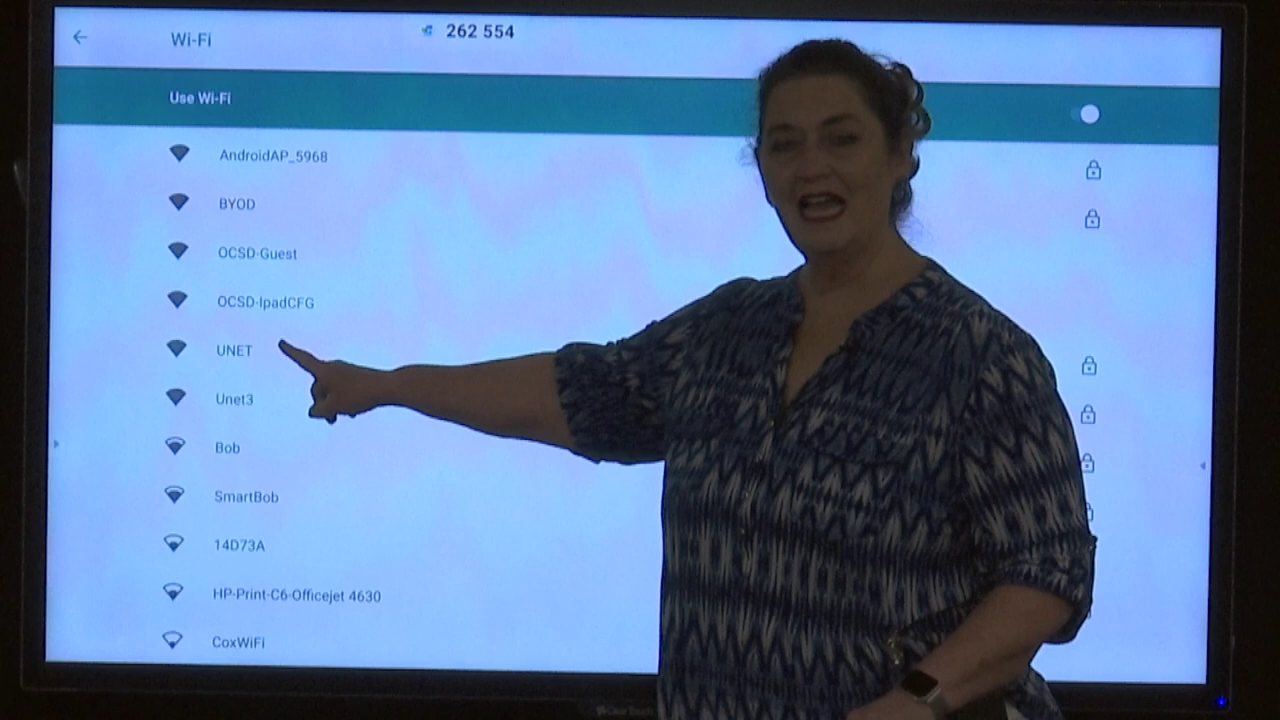 Wi-Fi
262 554
Use Wi-Fi
AndroidAP_5968
BYOD
OCSD-Guest
OCSD-IpadCFG
UNET
Unet3
Bob
SmartBob
14D73A
HP-Print-C6-Officejet 4630
CoxWiFi